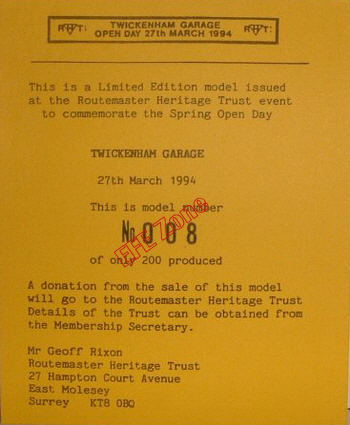 RHT: TWICKENHAM GARAGE RHT:
OPEN DAY 27th MARCH 1994
This is a Limited Edition model issued
at the Routemaster Heritage Trust event
to commemorate the Spring Open Day
TWICKENHAM GARAGE
27th March 1994
This is model number
No 008
EFE Zone
of only 200 produced
A donation from the sale of this model
will go to the Routemaster Heritage Trust
Details of the Trust can be obtained from
the Membership Secretary.
Mr Geoff Rixon
Routemaster Heritage Trust
27 Hampton Court Avenue
East Molesey
Surrey KT8 0BQ